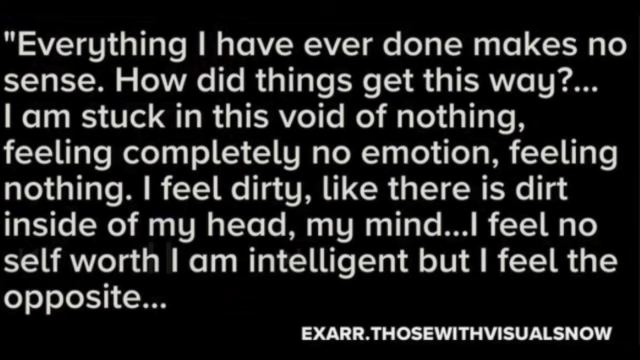 "Everything I have ever done makes no
sense. How did things get this way?...
I am stuck in this void of nothing,
feeling completely no emotion, feeling
nothing. I feel dirty, like there is dirt
inside of my head, my mind...I feel no
self worth I am intelligent but I feel the
opposite...
EXARR.THOSEWITHVISUALSNOW